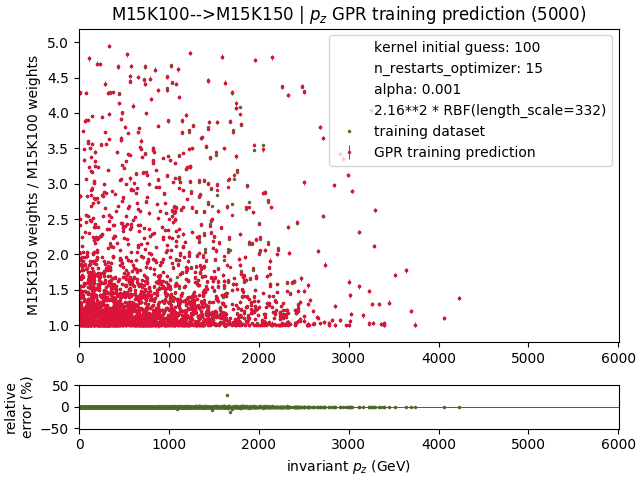 M15K100-->M15K150 | p_z GPR training prediction (5000)
M15K150 weights / M15K100 weights
5.0
4.5
4.0
3.5
3.0
2.5
2.0
1.5
1.0
kernel initial guess: 100
n_restarts_optimizer: 15
alpha: 0.001
2.16**2 * RBF(length_scale=332)
training dataset
GPR training prediction
0 1000 2000 3000 4000 5000 6000
relative
error (%)
50
0
−50
0 1000 2000 3000 4000 5000 6000
invariant p_z (GeV)